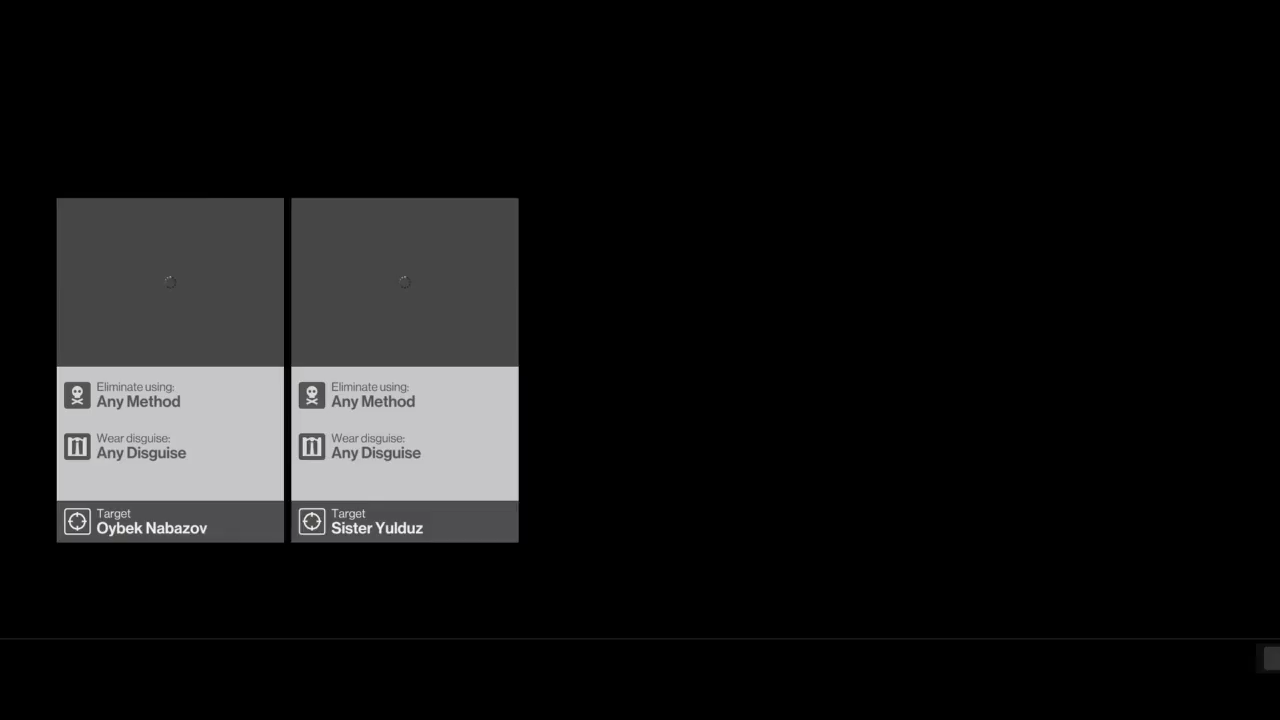 Eliminate using:
Any Method
Wear disguise:
Any Disguise
Target
Oybek Nabazov
Eliminate using:
Any Method
Wear disguise:
Any Disguise
Target
Sister Yulduz